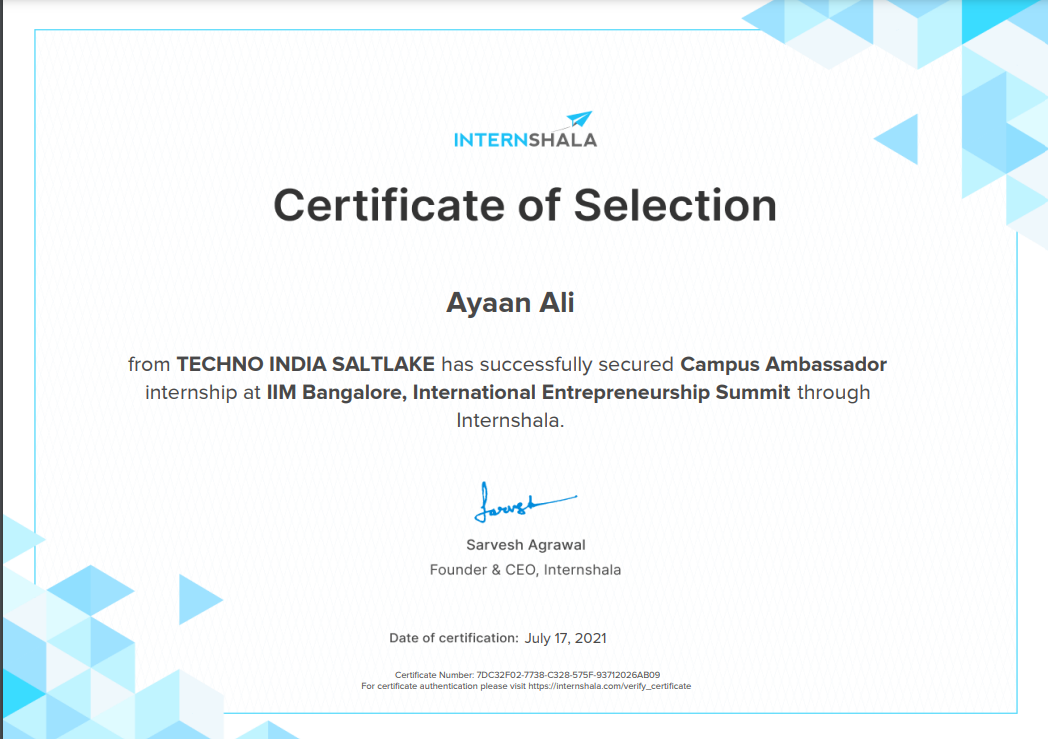 INTERNSHALA
Certificate of Selection
Ayaan Ali
from TECHNO INDIA SALTLAKE has successfully secured Campus Ambassador
internship at IIM Bangalore, International Entrepreneurship Summit through
Internshala.
Sarvesh
Sarvesh Agrawal
Founder & CEO, Internshala
Date of certification: July 17, 2021
Certificate Number: 7DC32F02-7738-C328-575F-93712026AB09
For certificate authentication please visit https://internshala.com/verify_certificate